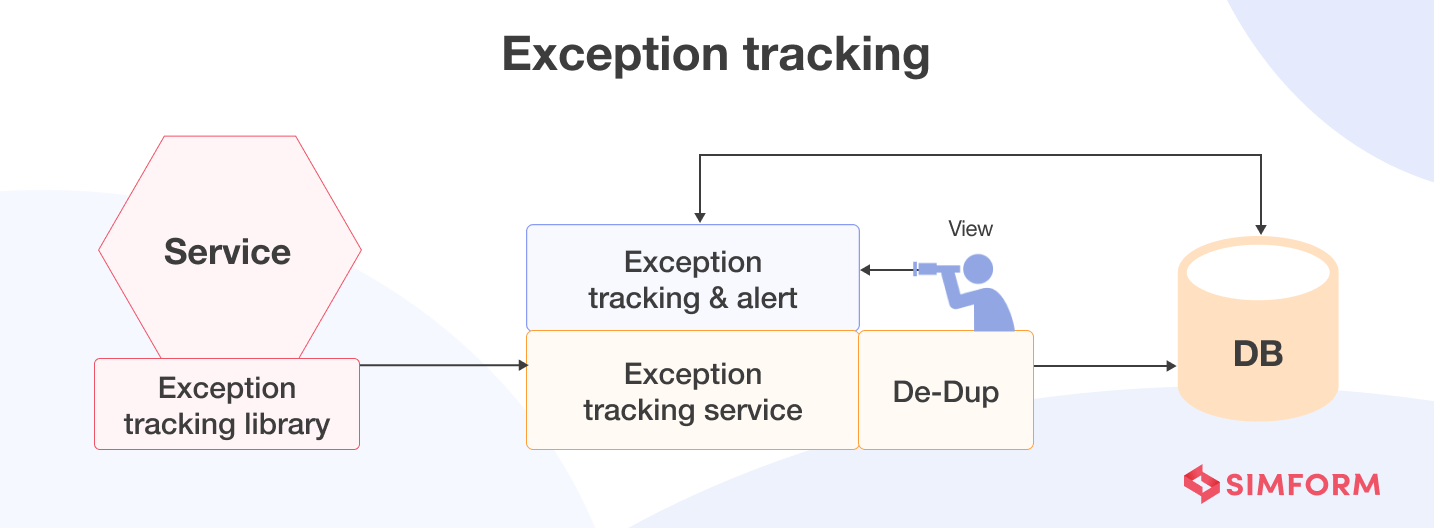 Exception tracking
Service
Exception
tracking library
Exception
tracking & alert
View
Exception
tracking service
De-Dup
DB
SIMFORM